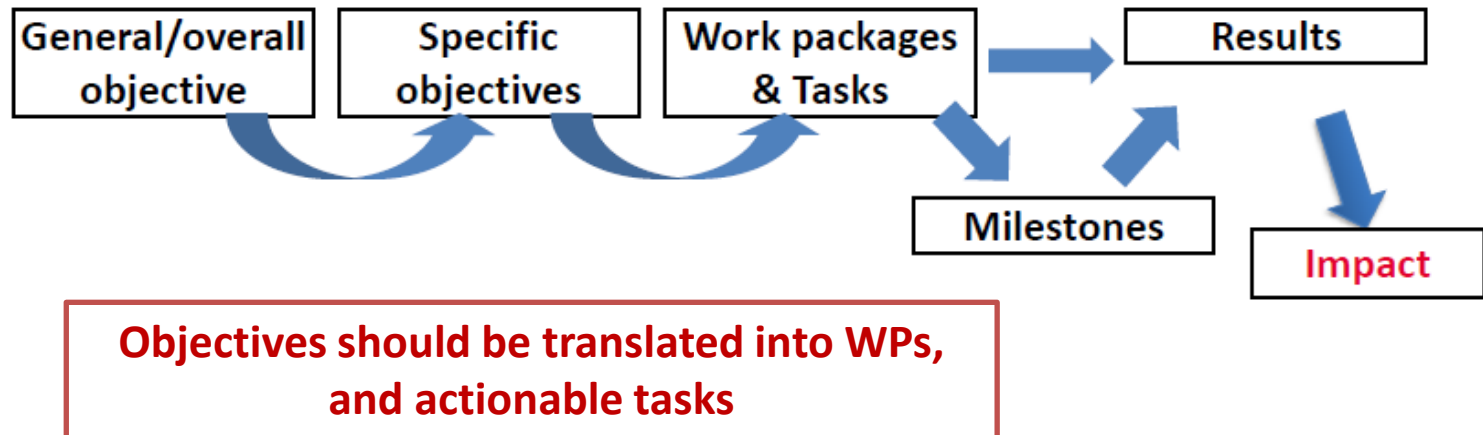 General/overall
objective
Specific
objectives
Work packages
& Tasks
Results
Milestones
Impact
Objectives should be translated into WPs,
and actionable tasks